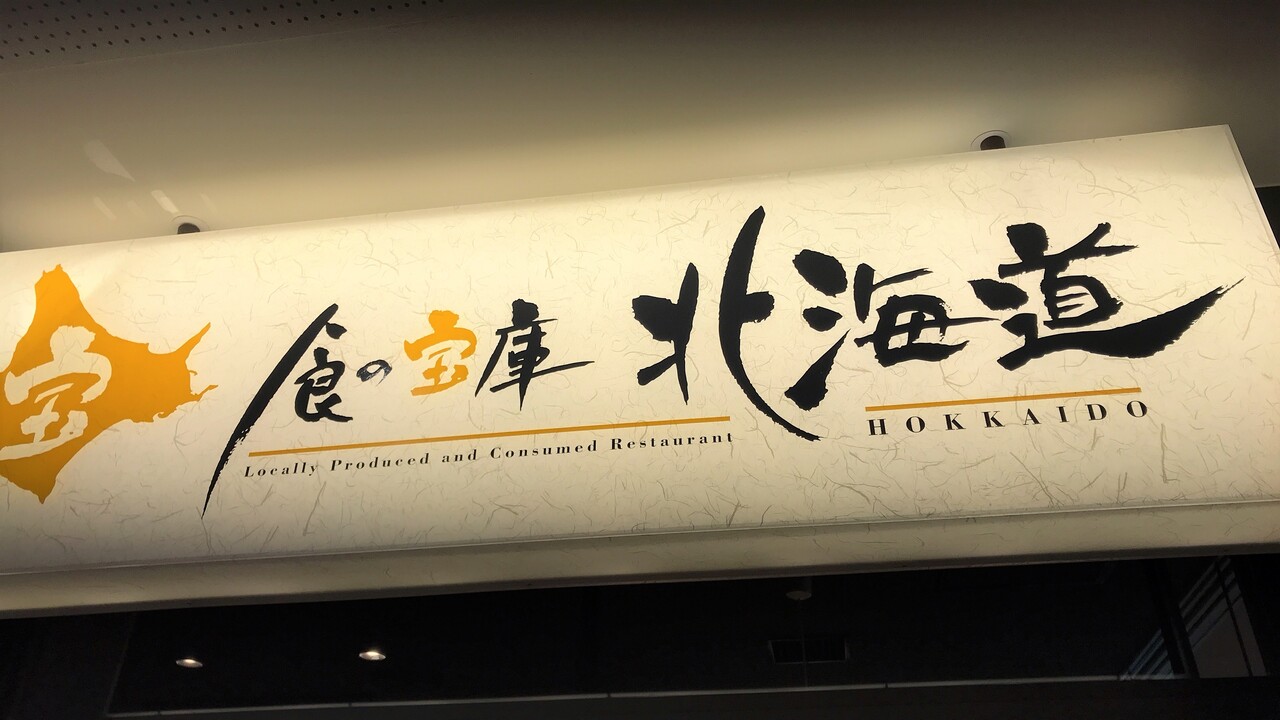 宝
食の宝庫 北海道
Locally Produced and Consumed Restaurant
HOKKAIDO